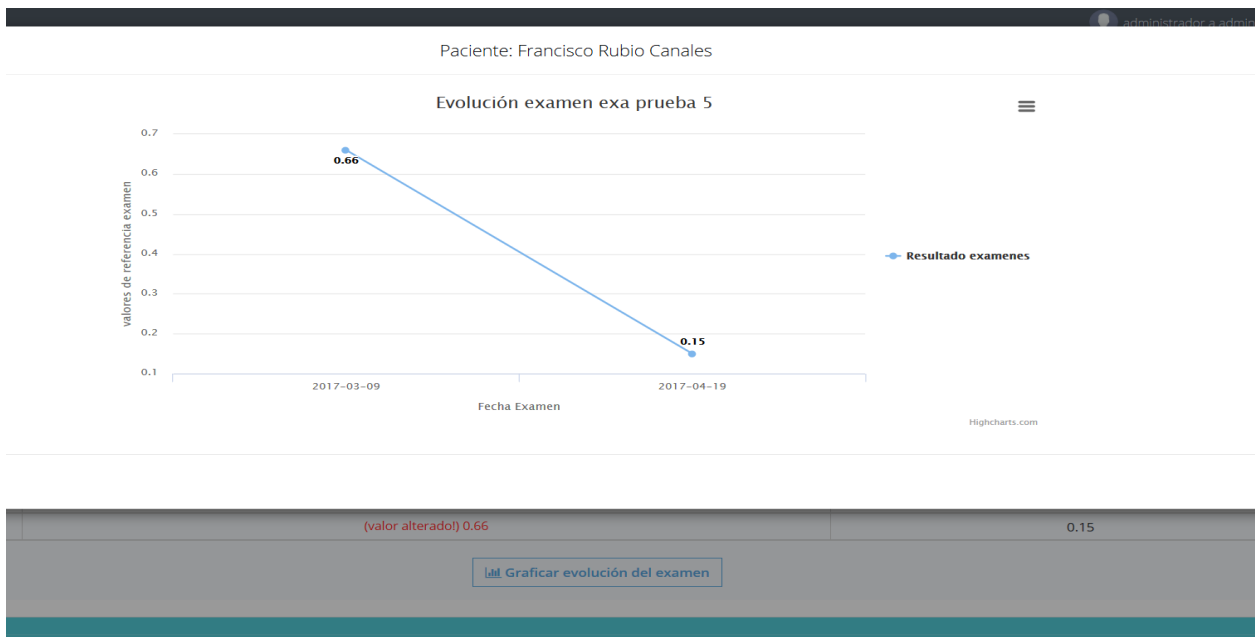 administrador a admin
Paciente: Francisco Rubio Canales
Evolución examen exa prueba 5
0.7
0.6
0.5
0.4
0.3
0.2
0.1
valores de referencia examen
0.66
0.15
Resultado examenes
2017-03-09
2017-04-19
Fecha Examen
Highcharts.com
(valor alterado!) 0.66
0.15
Graficar evolución del examen